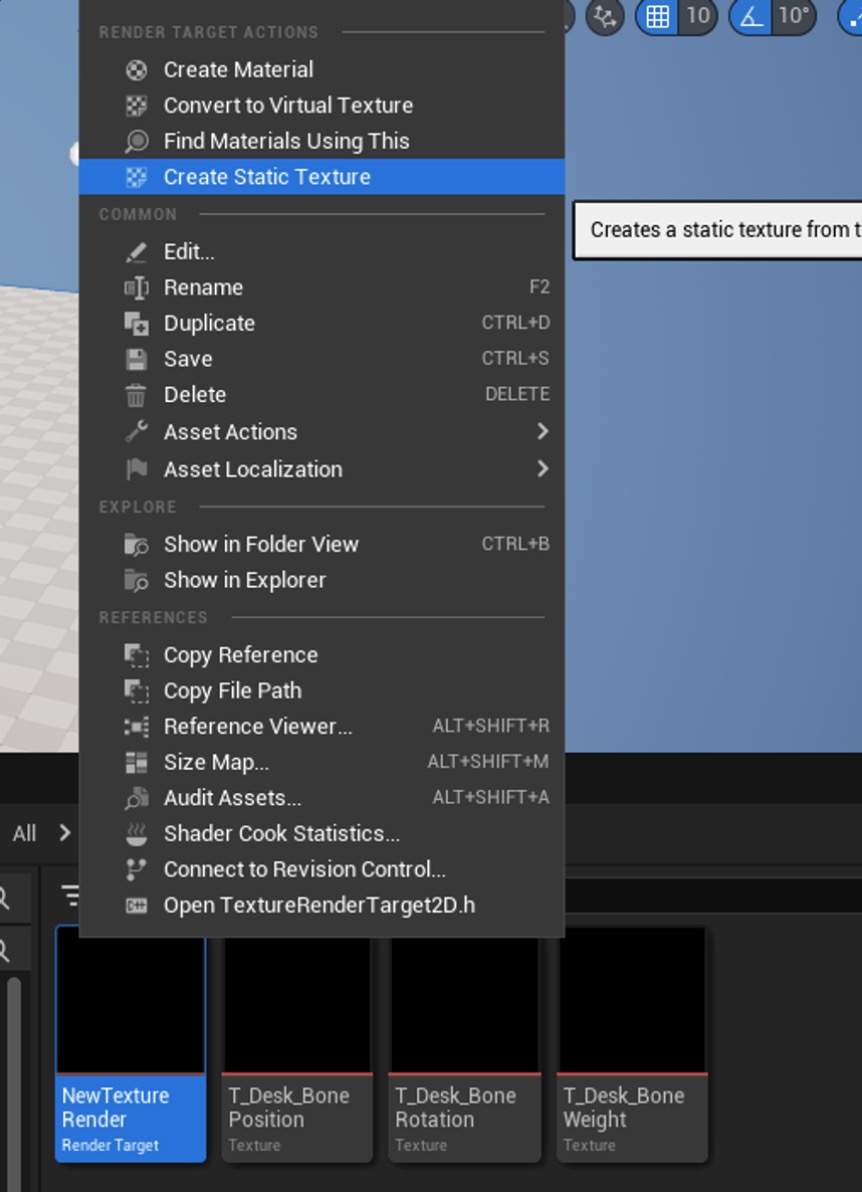 RENDER TARGET ACTIONS
10
10°
Create Material
Convert to Virtual Texture
Find Materials Using This
Create Static Texture
Creates a static texture from t
COMMON
Edit...
Rename F2
Duplicate CTRL+D
Save CTRL+S
Delete DELETE
Asset Actions
Asset Localization
EXPLORE
Show in Folder View CTRL+B
Show in Explorer
REFERENCES
Copy Reference
Copy File Path
Reference Viewer... ALT+SHIFT+R
Size Map... ALT+SHIFT+M
Audit Assets... ALT+SHIFT+A
Shader Cook Statistics...
Connect to Revision Control...
Open TextureRenderTarget2D.h
All
NewTexture
Render
Render Target
T_Desk_Bone
Position
Texture
T_Desk_Bone
Rotation
Texture
T_Desk_Bone
Weight
Texture